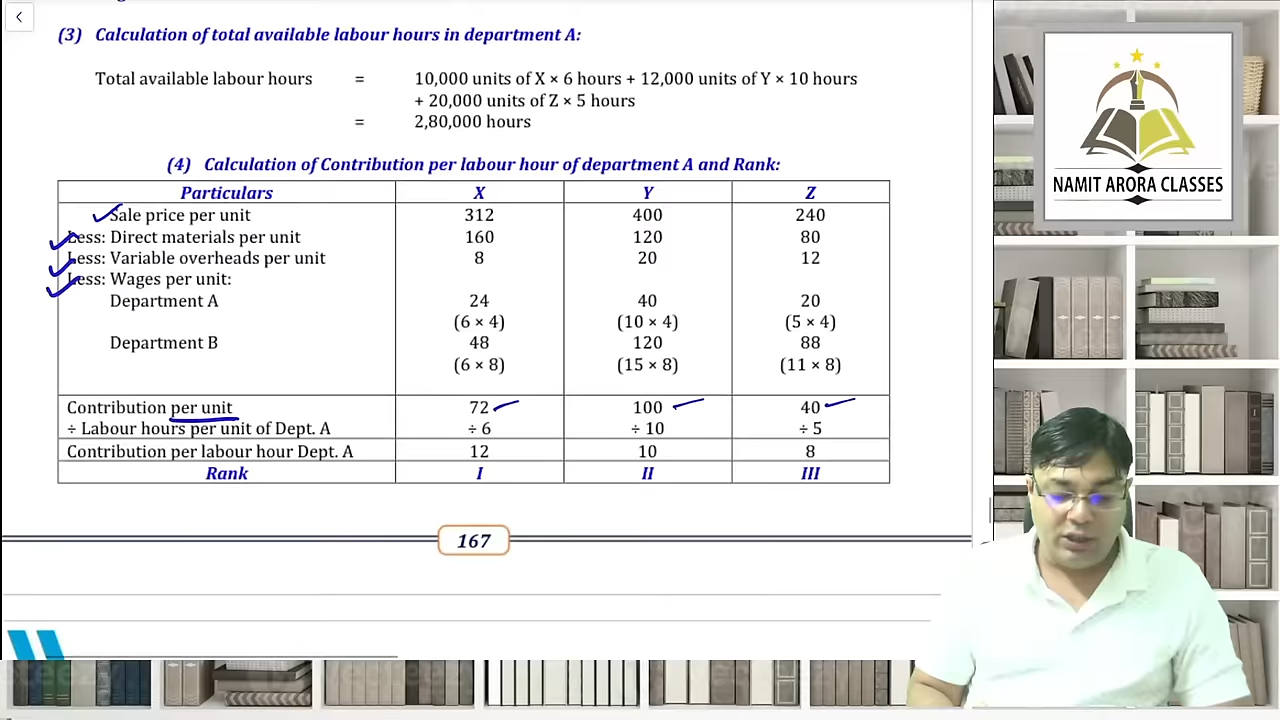 (3) Calculation of total available labour hours in department A:
Total available labour hours = 10,000 units of X × 6 hours + 12,000 units of Y × 10 hours
+ 20,000 units of Z × 5 hours
= 2,80,000 hours
(4) Calculation of Contribution per labour hour of department A and Rank:
Particulars X Y Z
Sale price per unit 312 400 240
Less: Direct materials per unit 160 120 80
Less: Variable overheads per unit 8 20 12
Less: Wages per unit:
Department A 24 40 20
(6 × 4) (10 × 4) (5 × 4)
Department B 48 120 88
(6 × 8) (15 × 8) (11 × 8)
Contribution per unit 72 100 40
÷ Labour hours per unit of Dept. A ÷ 6 ÷ 10 ÷ 5
Contribution per labour hour Dept. A 12 10 8
Rank I II III
167
NAMIT ARORA CLASSES